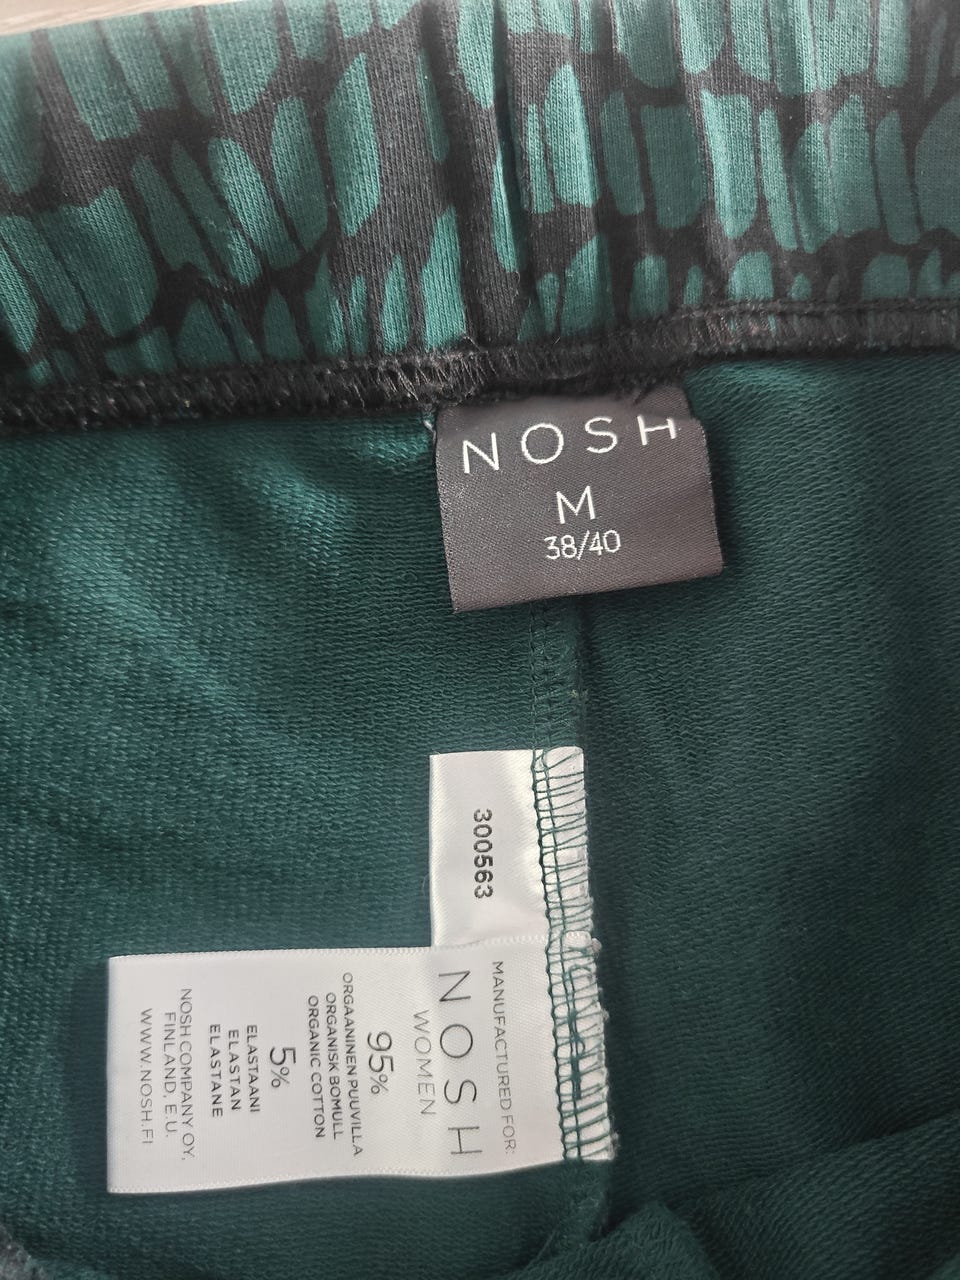 NOSH
M
38/40
300563
MANUFACTURED FOR:
NOSH
WOMEN
95%
ORGAANINEN PUUVILLA
ORGANISK BOMULL
ORGANIC COTTON
5%
ELASTAANI
ELASTAN
ELASTANE
NOSH COMPANY OY,
FINLAND, E.U.
WWW.NOSH.FI